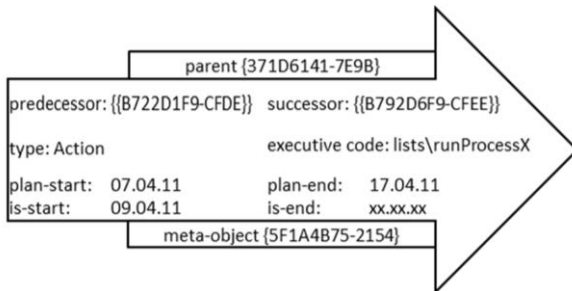 parent {371D6141-7E9B}
predecessor: {{B722D1F9-CFDE}} successor: {{B792D6F9-CFEE}}
type: Action executive code: lists\runProcessX
plan-start: 07.04.11 plan-end: 17.04.11
is-start: 09.04.11 is-end: xx.xx.xx
meta-object {5F1A4B75-2154}